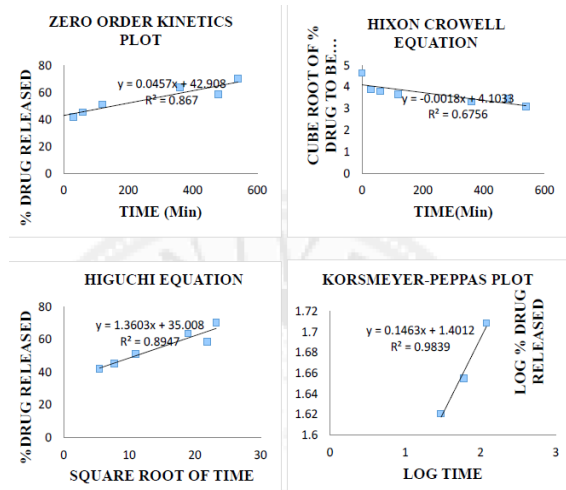 ZERO ORDER KINETICS
PLOT
% DRUG RELEASED
80
60
40
20
0
y = 0.0457x + 42.908
R² = 0.867
0 200 400 600
TIME (Min)
HIXON CROWELL
EQUATION
CUBE ROOT OF %
DRUG TO BE...
5
4
3
2
1
0
y = -0.0018x + 4.1033
R² = 0.6756
0 200 400 600
TIME(Min)
HIGUCHI EQUATION
%DRUG RELEASED
80
60
40
20
0
y = 1.3603x + 35.008
R² = 0.8947
0 10 20 30
SQUARE ROOT OF TIME
KORSMEYER-PEPPAS PLOT
1.72
1.7
1.68
1.66
1.64
1.62
1.6
y = 0.1463x + 1.4012
R² = 0.9839
LOG % DRUG
RELEASED
0 1 2 3
LOG TIME